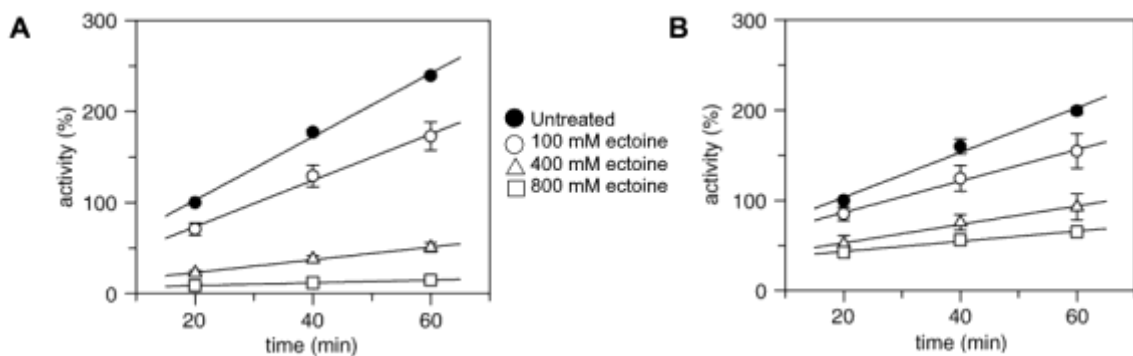 A
300
200
100
0
activity (%)
20 40 60
time (min)
Untreated
100 mM ectoine
400 mM ectoine
800 mM ectoine
B
300
200
100
0
activity (%)
20 40 60
time (min)